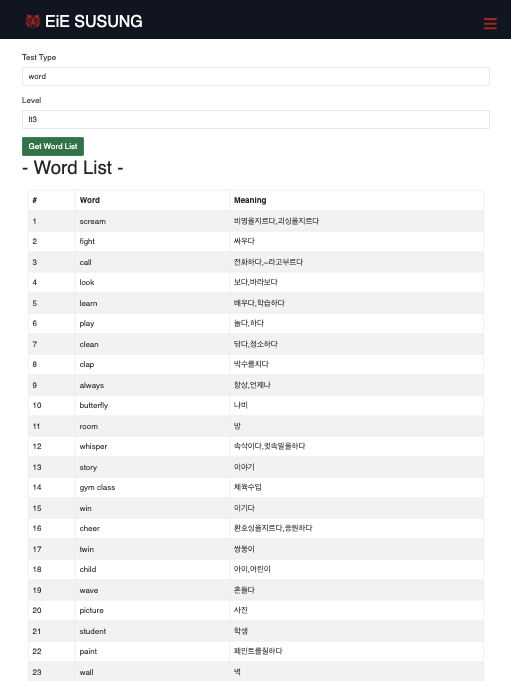 EiE SUSUNG
Test Type
word
Level
lt3
Get Word List
- Word List -
# Word Meaning
1 scream 비명을지르다,괴성을지르다
2 fight 싸우다
3 call 전화하다,~라고부르다
4 look 보다,바라보다
5 learn 배우다,학습하다
6 play 놀다,하다
7 clean 닦다,청소하다
8 clap 박수를치다
9 always 항상,언제나
10 butterfly 나비
11 room 방
12 whisper 속삭이다,귓속말을하다
13 story 이야기
14 gym class 체육수업
15 win 이기다
16 cheer 환호성을지르다,응원하다
17 twin 쌍둥이
18 child 아이,어린이
19 wave 흔들다
20 picture 사진
21 student 학생
22 paint 페인트를칠하다
23 wall 벽